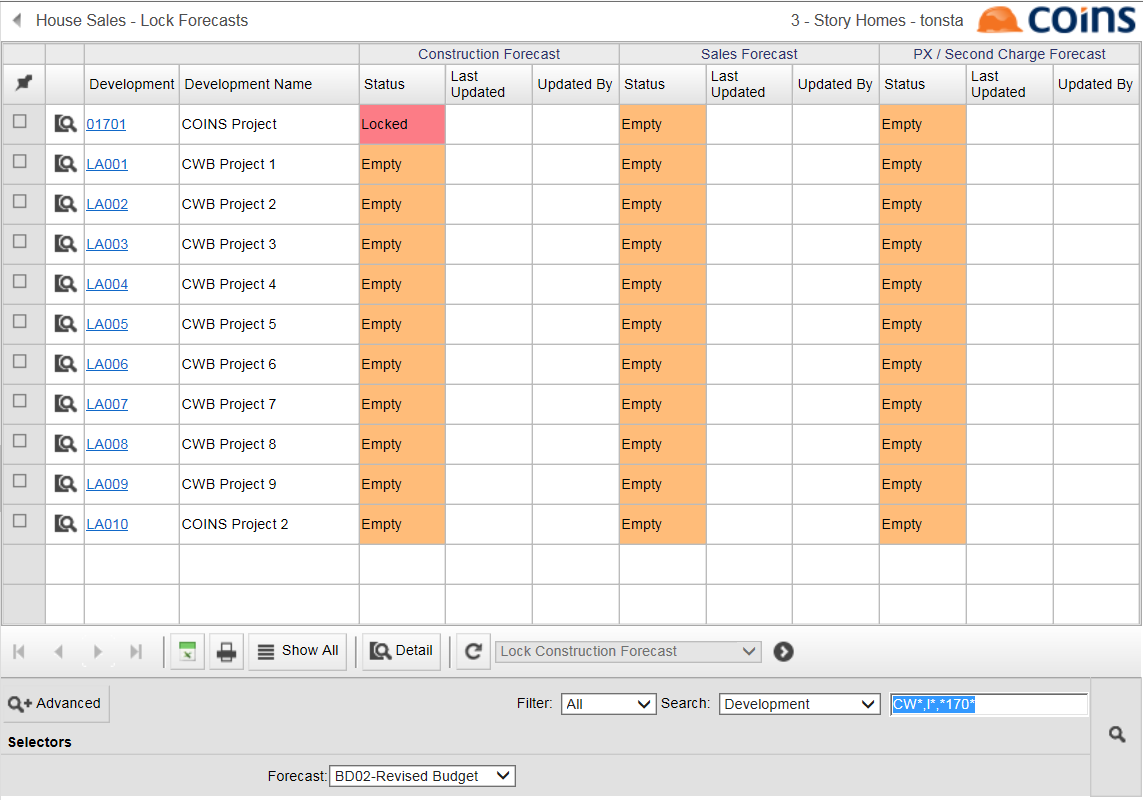 House Sales - Lock Forecasts 3 - Story Homes - tonsta COINS
Construction Forecast Sales Forecast PX / Second Charge Forecast
Development Development Name Status Last Updated Updated By Status Last Updated Updated By Status Last Updated Updated By
01701 COINS Project Locked Empty Empty
LA001 CWB Project 1 Empty Empty Empty
LA002 CWB Project 2 Empty Empty Empty
LA003 CWB Project 3 Empty Empty Empty
LA004 CWB Project 4 Empty Empty Empty
LA005 CWB Project 5 Empty Empty Empty
LA006 CWB Project 6 Empty Empty Empty
LA007 CWB Project 7 Empty Empty Empty
LA008 CWB Project 8 Empty Empty Empty
LA009 CWB Project 9 Empty Empty Empty
LA010 COINS Project 2 Empty Empty Empty
Show All Detail Lock Construction Forecast
Advanced Filter: All Search: Development CW*,l*,*170*
Selectors
Forecast: BD02-Revised Budget